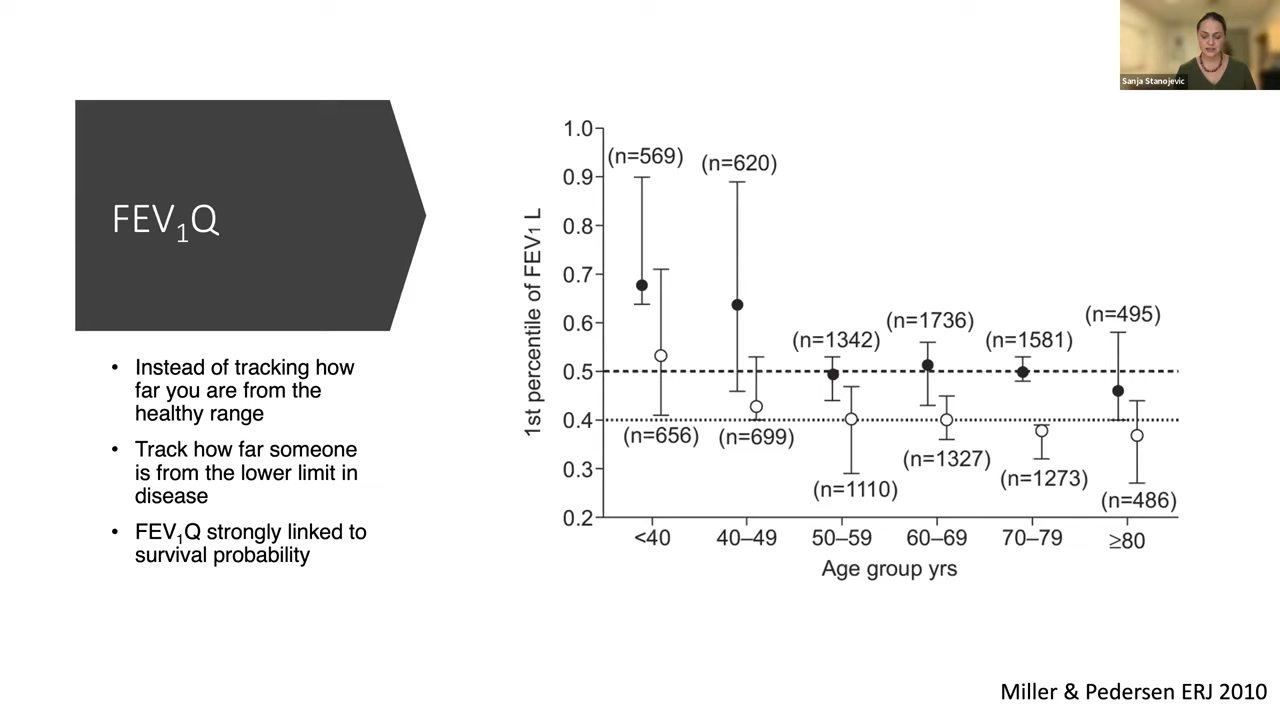 Sanja Stanojevic
FEV₁Q
• Instead of tracking how
far you are from the
healthy range
• Track how far someone
is from the lower limit in
disease
• FEV₁Q strongly linked to
survival probability
1st percentile of FEV₁ L
1.0
0.9
0.8
0.7
0.6
0.5
0.4
0.3
0.2
(n=569)
(n=620)
(n=1342)
(n=1736)
(n=1581)
(n=495)
(n=656)
(n=699)
(n=1110)
(n=1327)
(n=1273)
(n=486)
<40
40–49
50–59
60–69
70–79
≥80
Age group yrs
Miller & Pedersen ERJ 2010